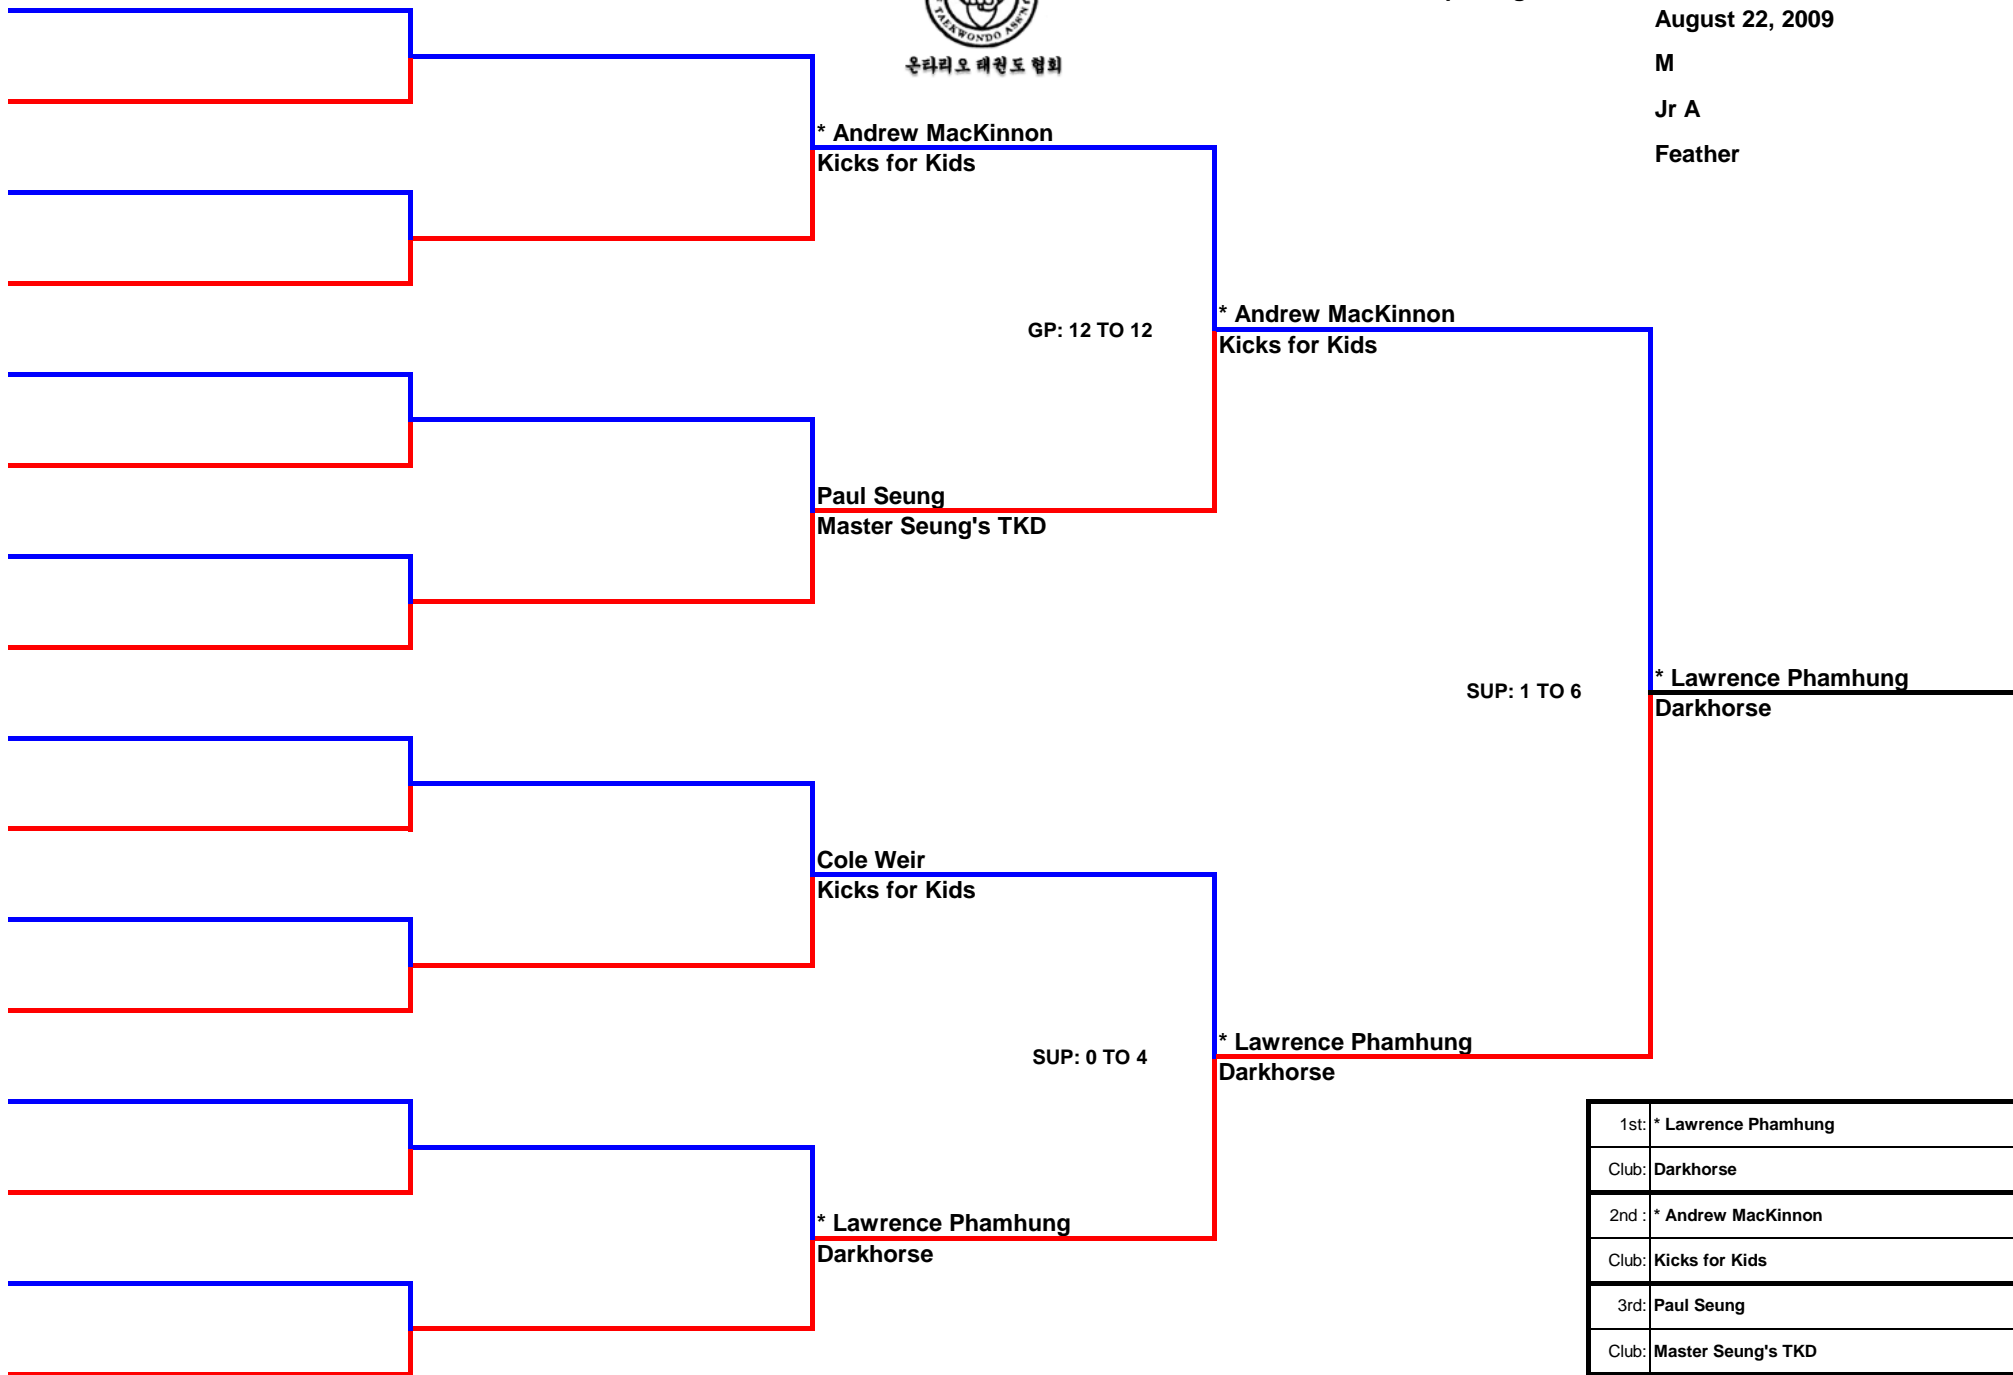 TAEKWONDO ASS'N
온타리오 태권도 협회
August 22, 2009
M
Jr A
Feather
* Andrew MacKinnon
Kicks for Kids
GP: 12 TO 12
* Andrew MacKinnon
Kicks for Kids
Paul Seung
Master Seung's TKD
SUP: 1 TO 6
* Lawrence Phamhung
Darkhorse
Cole Weir
Kicks for Kids
SUP: 0 TO 4
* Lawrence Phamhung
Darkhorse
* Lawrence Phamhung
Darkhorse
1st: * Lawrence Phamhung
Club: Darkhorse
2nd : * Andrew MacKinnon
Club: Kicks for Kids
3rd: Paul Seung
Club: Master Seung's TKD